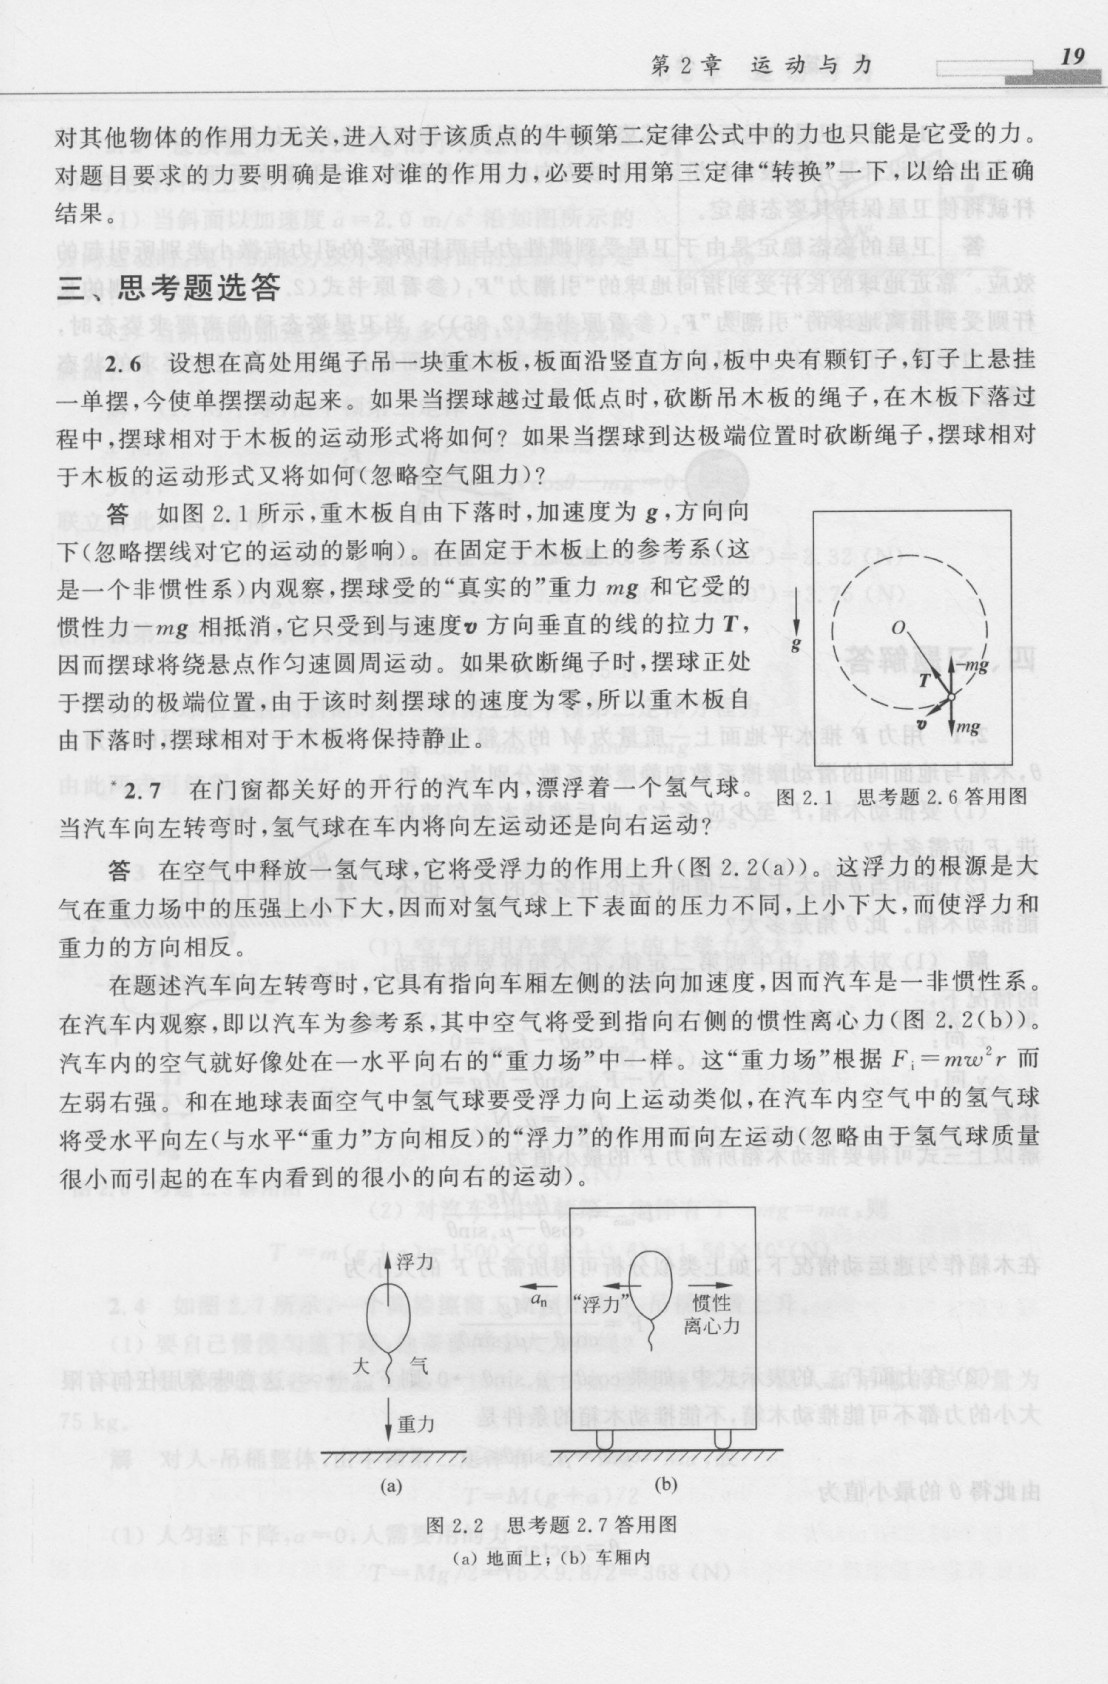 第2章 运动与力
19
对其他物体的作用力无关,进入对于该质点的牛顿第二定律公式中的力也只能是它受的力。
对题目要求的力要明确是谁对谁的作用力,必要时用第三定律“转换”一下,以给出正确
结果。
三、思考题选答
2.6 设想在高处用绳子吊一块重木板,板面沿竖直方向,板中央有颗钉子,钉子上悬挂
一单摆,今使单摆摆动起来。如果当摆球越过最低点时,砍断吊木板的绳子,在木板下落过
程中,摆球相对于木板的运动形式将如何?如果当摆球到达极端位置时砍断绳子,摆球相对
于木板的运动形式又将如何(忽略空气阻力)?
答 如图2.1所示,重木板自由下落时,加速度为g,方向向
下(忽略摆线对它的运动的影响)。在固定于木板上的参考系(这
是一个非惯性系)内观察,摆球受的“真实的”重力mg和它受的
惯性力-mg相抵消,它只受到与速度v方向垂直的线的拉力T,
因而摆球将绕悬点作匀速圆周运动。如果砍断绳子时,摆球正处
于摆动的极端位置,由于该时刻摆球的速度为零,所以重木板自
由下落时,摆球相对于木板将保持静止。
g
O
T
-mg
v
mg
图2.1 思考题2.6答用图
*2.7 在门窗都关好的开行的汽车内,漂浮着一个氢气球。
当汽车向左转弯时,氢气球在车内将向左运动还是向右运动?
答 在空气中释放一氢气球,它将受浮力的作用上升(图2.2(a))。这浮力的根源是大
气在重力场中的压强上小下大,因而对氢气球上下表面的压力不同,上小下大,而使浮力和
重力的方向相反。
在题述汽车向左转弯时,它具有指向车厢左侧的法向加速度,因而汽车是一非惯性系。
在汽车内观察,即以汽车为参考系,其中空气将受到指向右侧的惯性离心力(图2.2(b))。
汽车内的空气就好像处在一水平向右的“重力场”中一样。这“重力场”根据Fᵢ=mw²r而
左弱右强。和在地球表面空气中氢气球要受浮力向上运动类似,在汽车内空气中的氢气球
将受水平向左(与水平“重力”方向相反)的“浮力”的作用而向左运动(忽略由于氢气球质量
很小而引起的在车内看到的很小的向右的运动)。
浮力
大 气
重力
(a)
aₙ
“浮力”
惯性
离心力
(b)
图2.2 思考题2.7答用图
(a) 地面上;(b) 车厢内